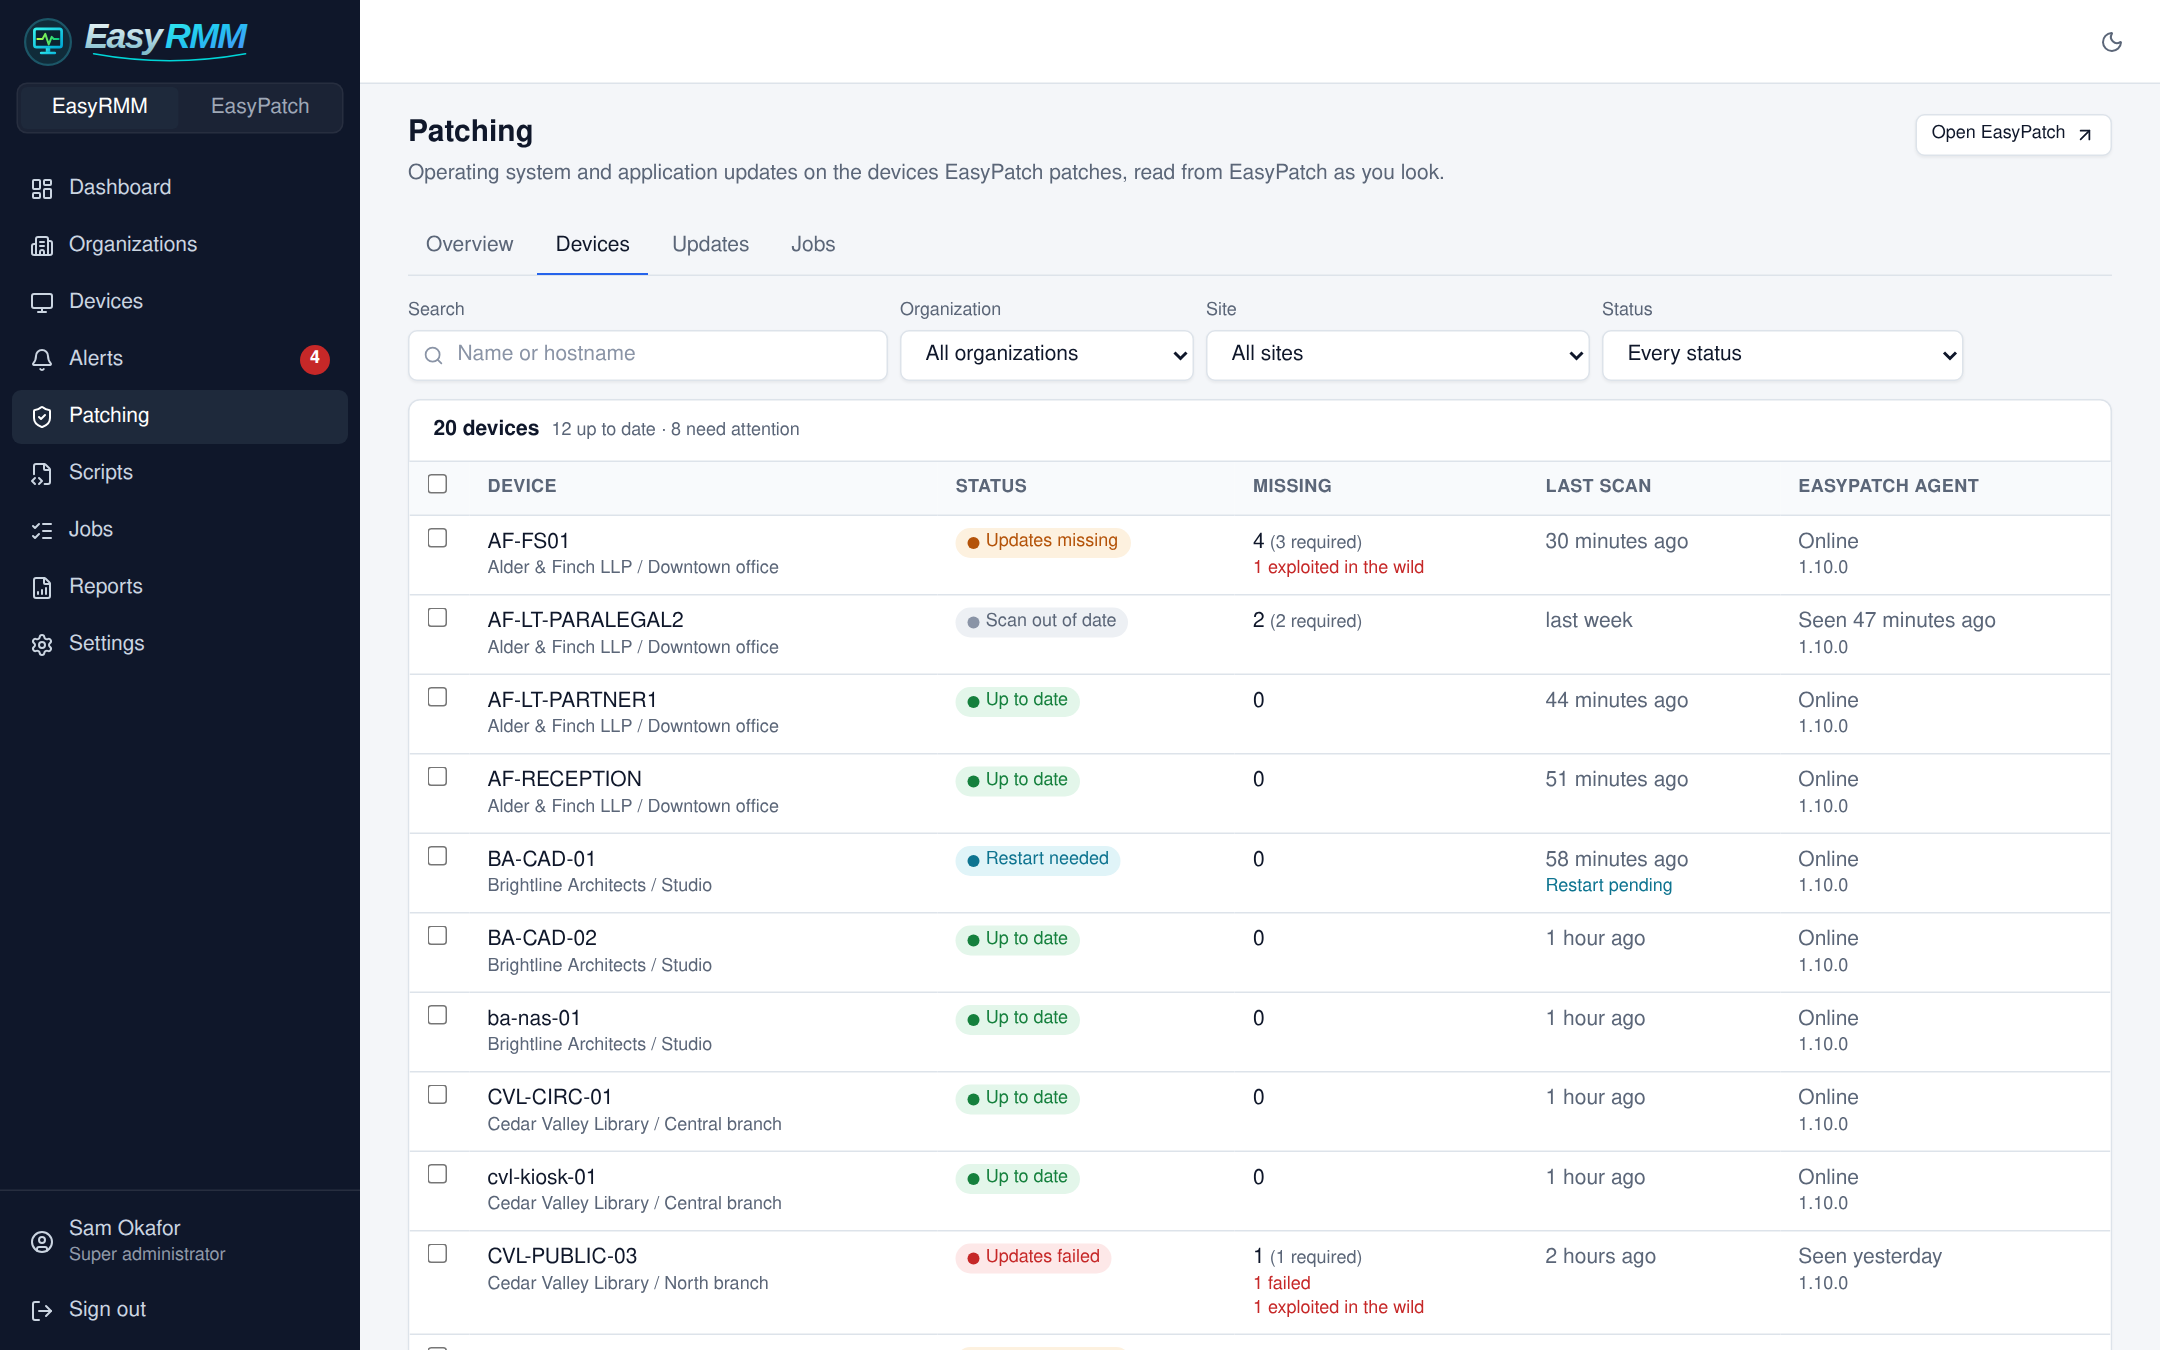 EasyRMM
EasyRMM EasyPatch
Dashboard
Organizations
Devices
Alerts 4
Patching
Scripts
Jobs
Reports
Settings
Sam Okafor
Super administrator
Sign out
Patching
Open EasyPatch
Operating system and application updates on the devices EasyPatch patches, read from EasyPatch as you look.
Overview Devices Updates Jobs
Search Organization Site Status
Name or hostname All organizations All sites Every status
20 devices 12 up to date · 8 need attention
DEVICE STATUS MISSING LAST SCAN EASYPATCH AGENT
AF-FS01 Updates missing 4 (3 required) 30 minutes ago Online
Alder & Finch LLP / Downtown office 1 exploited in the wild 1.10.0
AF-LT-PARALEGAL2 Scan out of date 2 (2 required) last week Seen 47 minutes ago
Alder & Finch LLP / Downtown office 1.10.0
AF-LT-PARTNER1 Up to date 0 44 minutes ago Online
Alder & Finch LLP / Downtown office 1.10.0
AF-RECEPTION Up to date 0 51 minutes ago Online
Alder & Finch LLP / Downtown office 1.10.0
BA-CAD-01 Restart needed 0 58 minutes ago Online
Brightline Architects / Studio Restart pending 1.10.0
BA-CAD-02 Up to date 0 1 hour ago Online
Brightline Architects / Studio 1.10.0
ba-nas-01 Up to date 0 1 hour ago Online
Brightline Architects / Studio 1.10.0
CVL-CIRC-01 Up to date 0 1 hour ago Online
Cedar Valley Library / Central branch 1.10.0
cvl-kiosk-01 Up to date 0 1 hour ago Online
Cedar Valley Library / Central branch 1.10.0
CVL-PUBLIC-03 Updates failed 1 (1 required) 2 hours ago Seen yesterday
Cedar Valley Library / North branch 1 failed 1.10.0
1 exploited in the wild